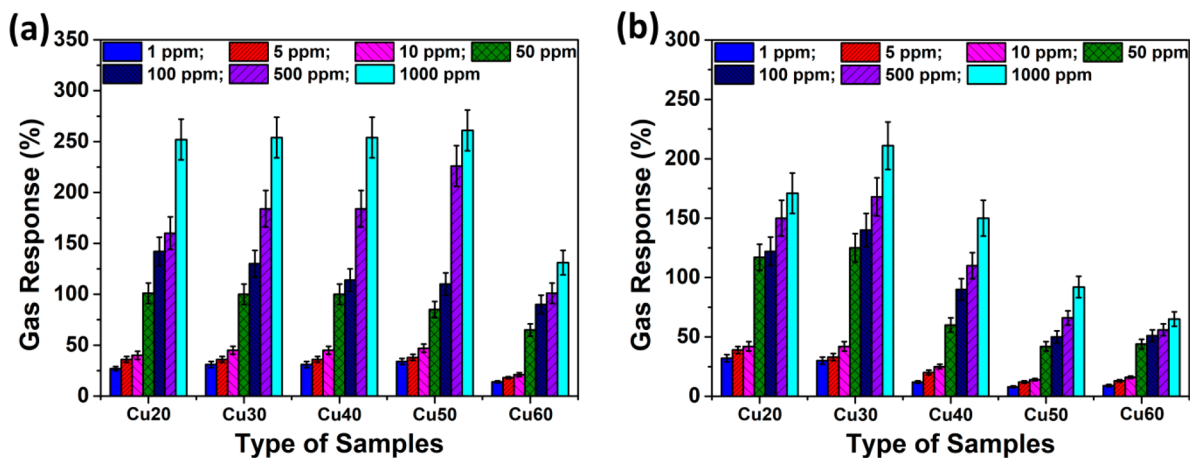 (a)
350
300
250
200
150
100
50
0
Gas Response (%)
1 ppm; 5 ppm; 10 ppm; 50 ppm
100 ppm; 500 ppm; 1000 ppm
Cu20 Cu30 Cu40 Cu50 Cu60
Type of Samples
(b)
300
250
200
150
100
50
0
Gas Response (%)
1 ppm; 5 ppm; 10 ppm; 50 ppm
100 ppm; 500 ppm; 1000 ppm
Cu20 Cu30 Cu40 Cu50 Cu60
Type of Samples